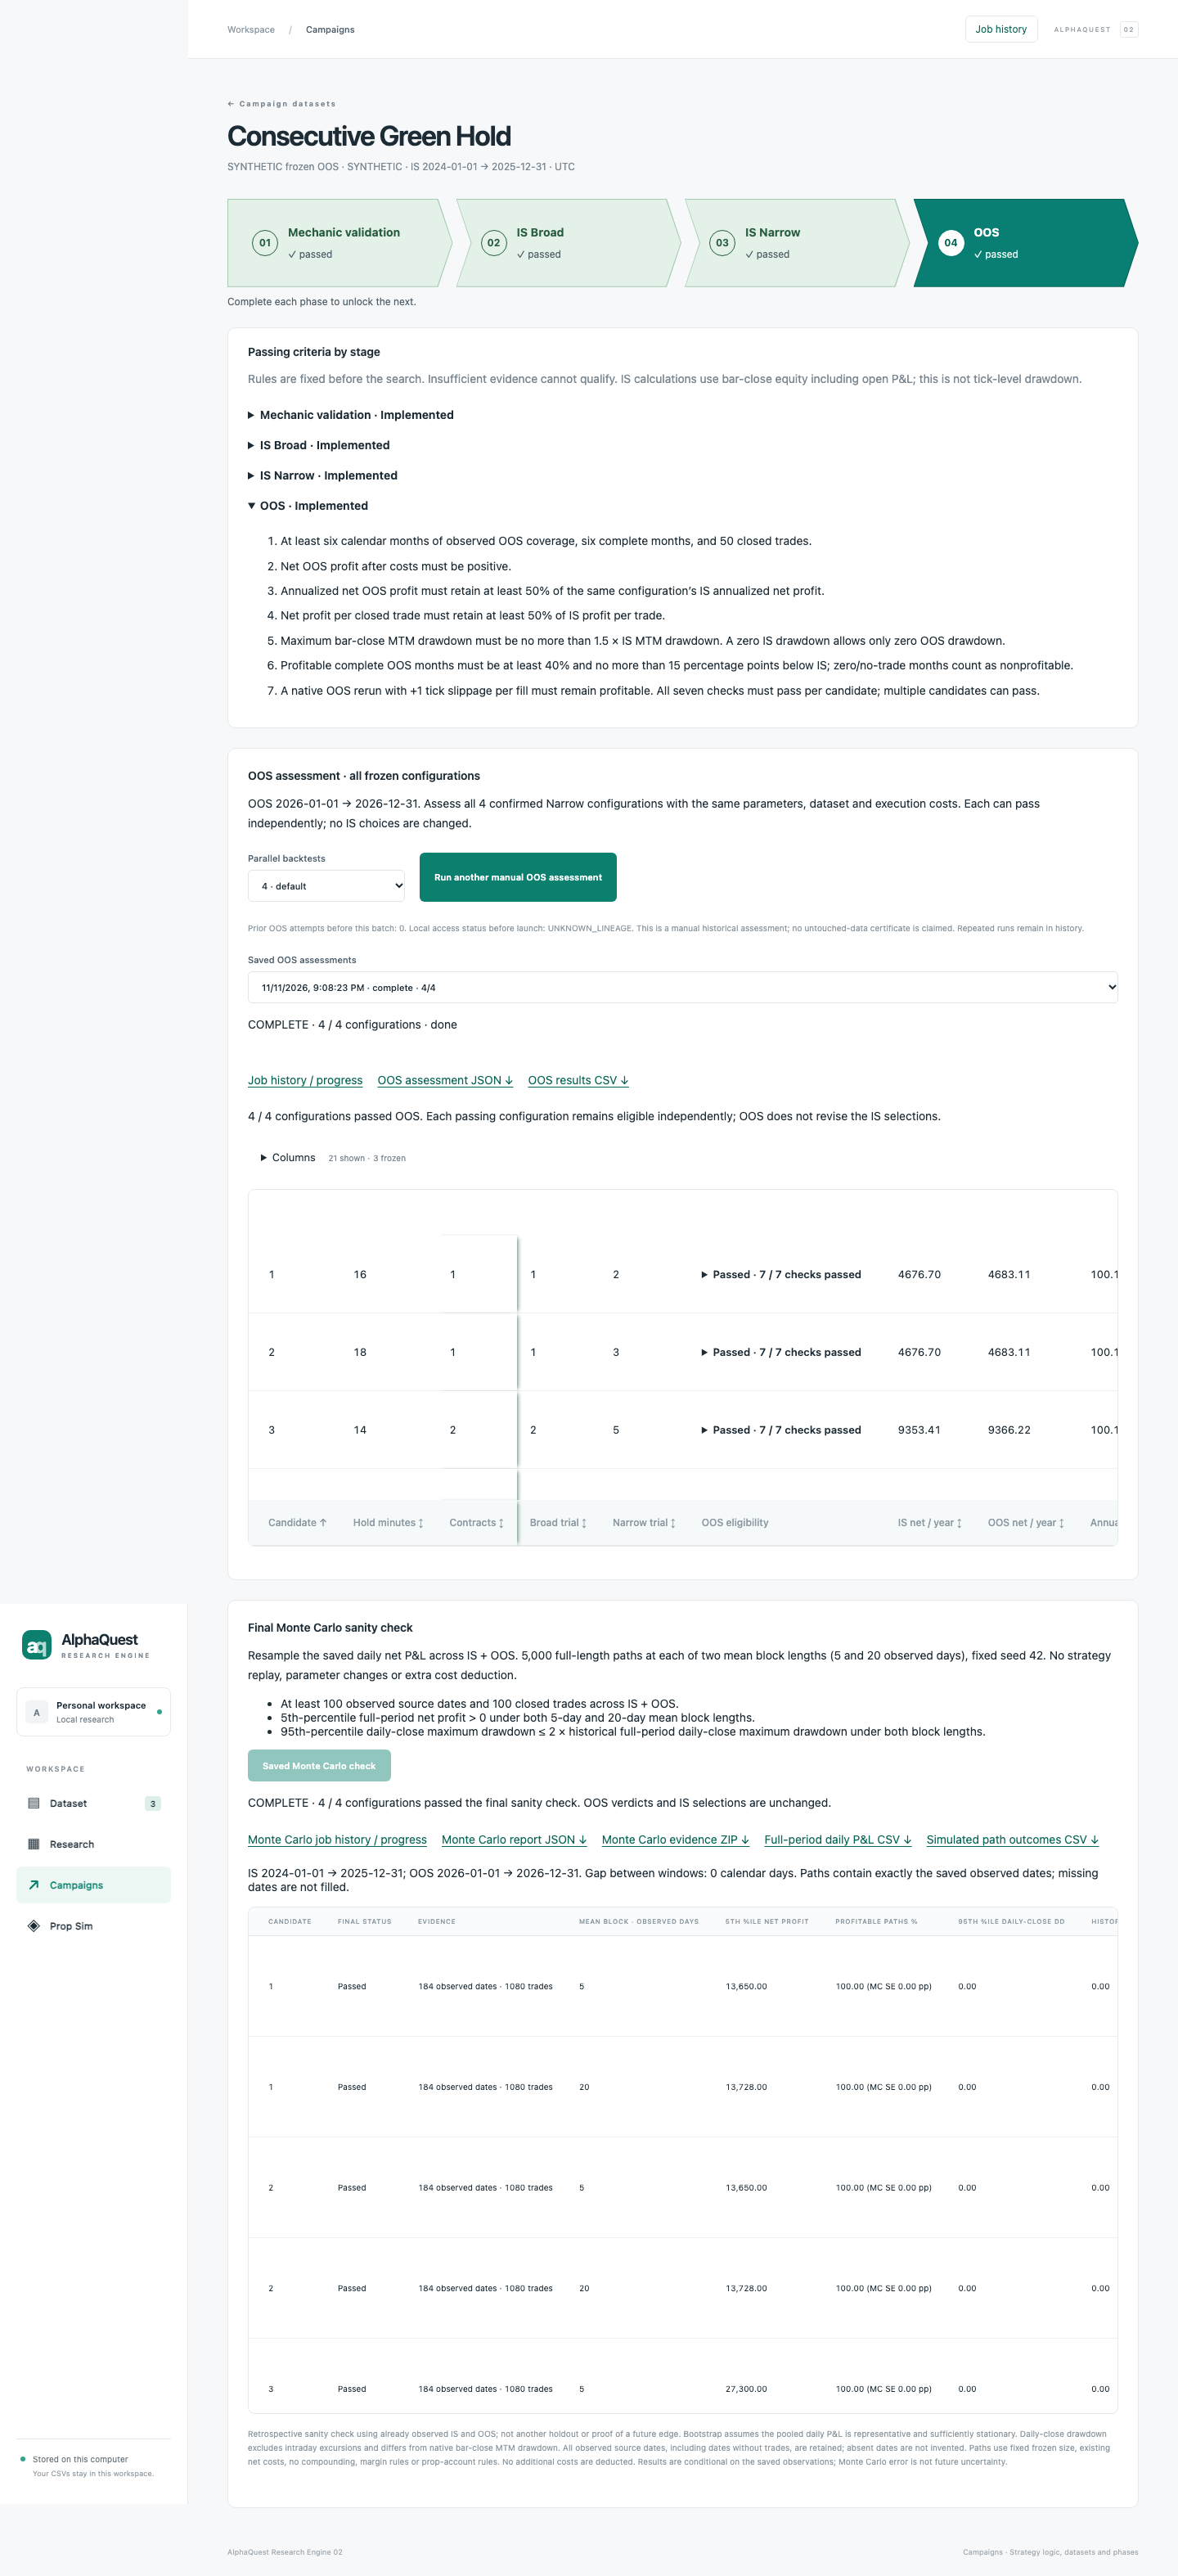 Workspace / Campaigns
Job history
ALPHAQUEST 02
← Campaign datasets
Consecutive Green Hold
SYNTHETIC frozen OOS · SYNTHETIC · IS 2024-01-01 → 2025-12-31 · UTC
01 Mechanic validation
✓ passed
02 IS Broad
✓ passed
03 IS Narrow
✓ passed
04 OOS
✓ passed
Complete each phase to unlock the next.
Passing criteria by stage
Rules are fixed before the search. Insufficient evidence cannot qualify. IS calculations use bar-close equity including open P&L; this is not tick-level drawdown.
▶ Mechanic validation · Implemented
▶ IS Broad · Implemented
▶ IS Narrow · Implemented
▼ OOS · Implemented
1. At least six calendar months of observed OOS coverage, six complete months, and 50 closed trades.
2. Net OOS profit after costs must be positive.
3. Annualized net OOS profit must retain at least 50% of the same configuration's IS annualized net profit.
4. Net profit per closed trade must retain at least 50% of IS profit per trade.
5. Maximum bar-close MTM drawdown must be no more than 1.5 × IS MTM drawdown. A zero IS drawdown allows only zero OOS drawdown.
6. Profitable complete OOS months must be at least 40% and no more than 15 percentage points below IS; zero/no-trade months count as nonprofitable.
7. A native OOS rerun with +1 tick slippage per fill must remain profitable. All seven checks must pass per candidate; multiple candidates can pass.
OOS assessment · all frozen configurations
OOS 2026-01-01 → 2026-12-31. Assess all 4 confirmed Narrow configurations with the same parameters, dataset and execution costs. Each can pass
independently; no IS choices are changed.
Parallel backtests
4 · default
Run another manual OOS assessment
Prior OOS attempts before this batch: 0. Local access status before launch: UNKNOWN_LINEAGE. This is a manual historical assessment; no untouched-data certificate is claimed. Repeated runs remain in history.
Saved OOS assessments
11/11/2026, 9:08:23 PM · complete · 4/4
COMPLETE · 4 / 4 configurations · done
Job history / progress OOS assessment JSON ↓ OOS results CSV ↓
4 / 4 configurations passed OOS. Each passing configuration remains eligible independently; OOS does not revise the IS selections.
▶ Columns 21 shown · 3 frozen
1 16 1 1 2 ▶ Passed · 7 / 7 checks passed 4676.70 4683.11 100.1
2 18 1 1 3 ▶ Passed · 7 / 7 checks passed 4676.70 4683.11 100.1
3 14 2 2 5 ▶ Passed · 7 / 7 checks passed 9353.41 9366.22 100.1
Candidate ↑ Hold minutes ↕ Contracts ↕ Broad trial ↕ Narrow trial ↕ OOS eligibility IS net / year ↕ OOS net / year ↕ Annua
Final Monte Carlo sanity check
Resample the saved daily net P&L across IS + OOS. 5,000 full-length paths at each of two mean block lengths (5 and 20 observed days), fixed seed 42. No strategy
replay, parameter changes or extra cost deduction.
• At least 100 observed source dates and 100 closed trades across IS + OOS.
• 5th-percentile full-period net profit > 0 under both 5-day and 20-day mean block lengths.
• 95th-percentile daily-close maximum drawdown ≤ 2 × historical full-period daily-close maximum drawdown under both block lengths.
Saved Monte Carlo check
COMPLETE · 4 / 4 configurations passed the final sanity check. OOS verdicts and IS selections are unchanged.
Monte Carlo job history / progress Monte Carlo report JSON ↓ Monte Carlo evidence ZIP ↓ Full-period daily P&L CSV ↓ Simulated path outcomes CSV ↓
IS 2024-01-01 → 2025-12-31; OOS 2026-01-01 → 2026-12-31. Gap between windows: 0 calendar days. Paths contain exactly the saved observed dates; missing
dates are not filled.
CANDIDATE FINAL STATUS EVIDENCE MEAN BLOCK · OBSERVED DAYS 5TH %ILE NET PROFIT PROFITABLE PATHS % 95TH %ILE DAILY-CLOSE DD HISTOR
1 Passed 184 observed dates · 1080 trades 5 13,650.00 100.00 (MC SE 0.00 pp) 0.00 0.00
1 Passed 184 observed dates · 1080 trades 20 13,728.00 100.00 (MC SE 0.00 pp) 0.00 0.00
2 Passed 184 observed dates · 1080 trades 5 13,650.00 100.00 (MC SE 0.00 pp) 0.00 0.00
2 Passed 184 observed dates · 1080 trades 20 13,728.00 100.00 (MC SE 0.00 pp) 0.00 0.00
3 Passed 184 observed dates · 1080 trades 5 27,300.00 100.00 (MC SE 0.00 pp) 0.00 0.00
Retrospective sanity check using already observed IS and OOS; not another holdout or proof of a future edge. Bootstrap assumes the pooled daily P&L is representative and sufficiently stationary. Daily-close drawdown
excludes intraday excursions and differs from native bar-close MTM drawdown. All observed source dates, including dates without trades, are retained; absent dates are not invented. Paths use fixed frozen size, existing
net costs, no compounding, margin rules or prop-account rules. No additional costs are deducted. Results are conditional on the saved observations; Monte Carlo error is not future uncertainty.
aq AlphaQuest
RESEARCH ENGINE
A Personal workspace
Local research
WORKSPACE
Dataset 3
Research
Campaigns
Prop Sim
Stored on this computer
Your CSVs stay in this workspace.
AlphaQuest Research Engine 02
Campaigns · Strategy logic, datasets and phases